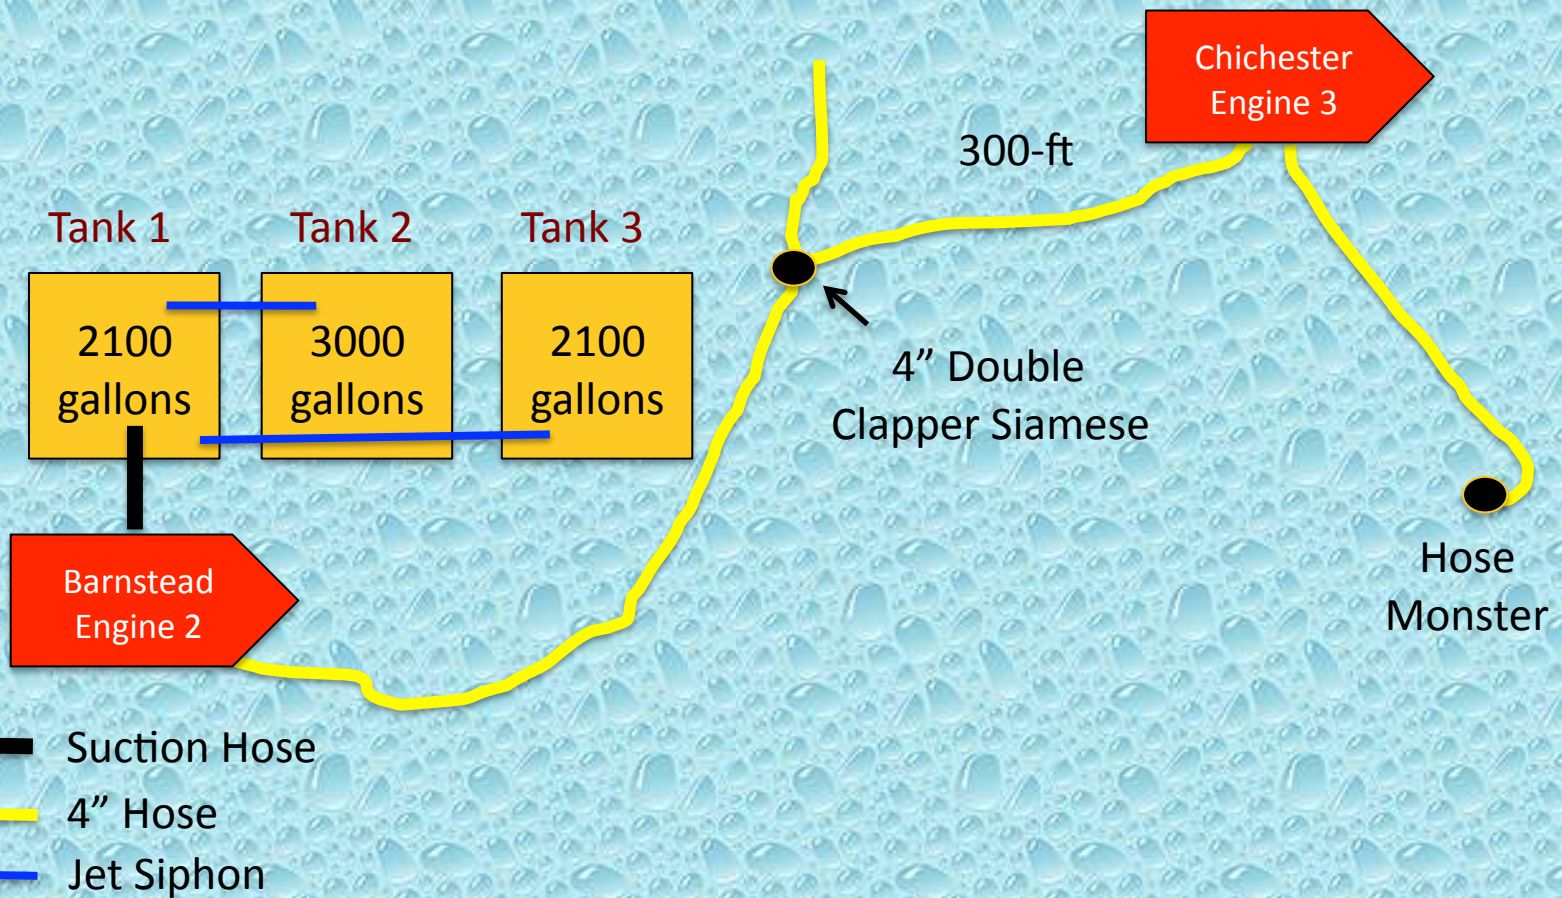 Chichester
Engine 3
300-ft
Tank 1
Tank 2
Tank 3
2100
gallons
3000
gallons
2100
gallons
4” Double
Clapper Siamese
Barnstead
Engine 2
Hose
Monster
Suction Hose
4” Hose
Jet Siphon